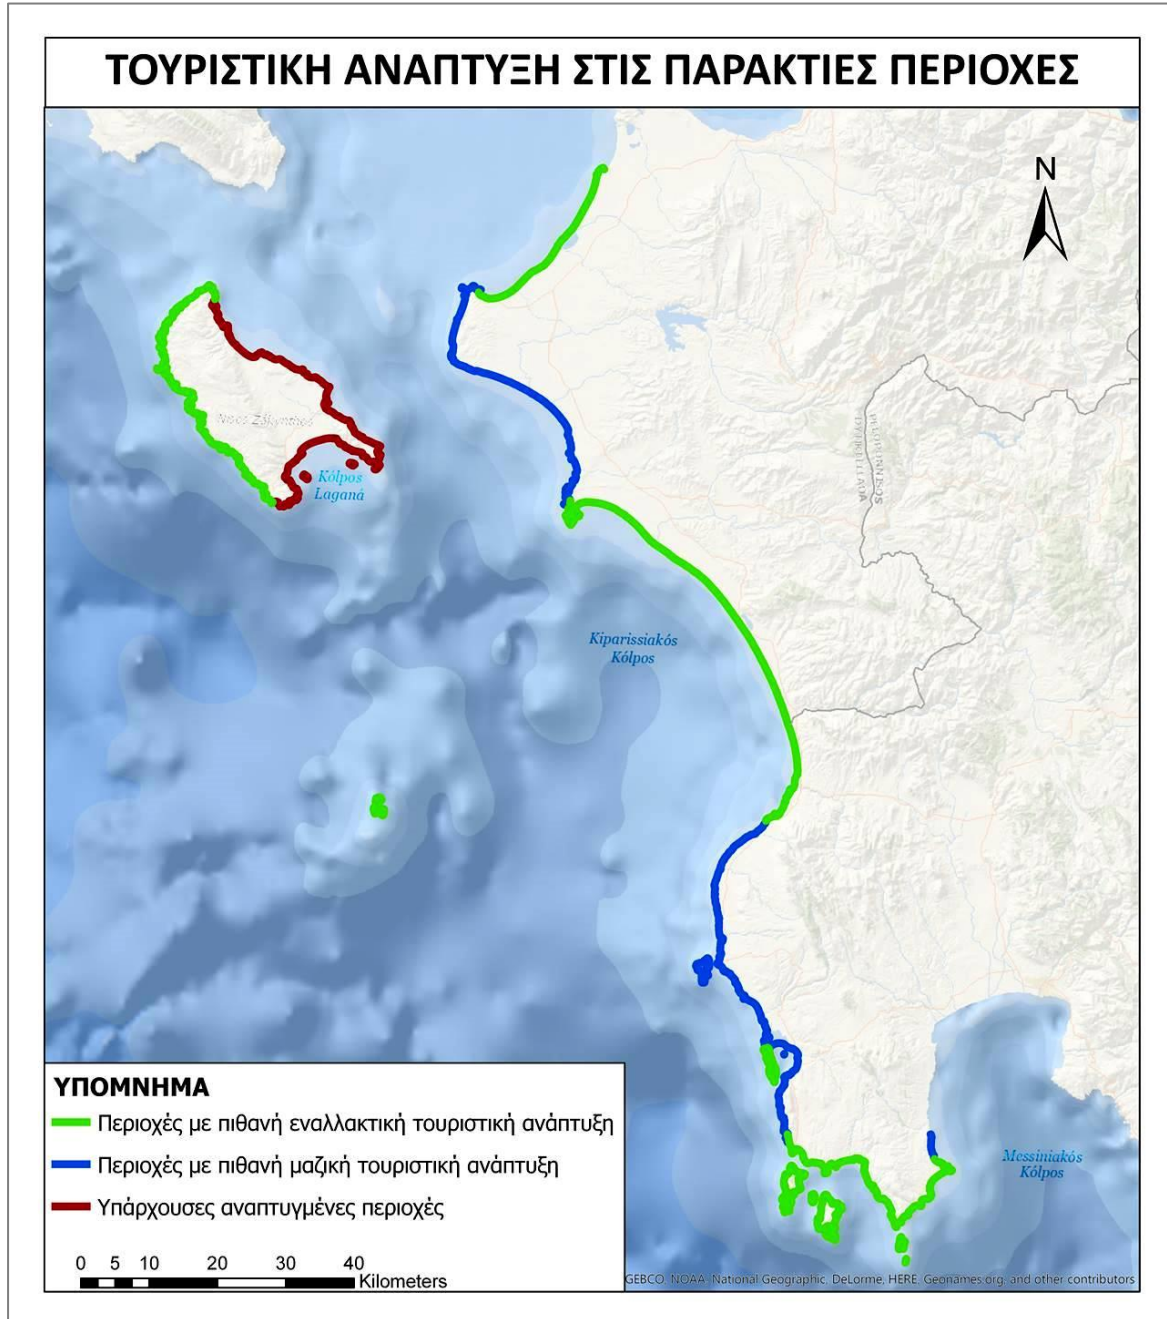 ΤΟΥΡΙΣΤΙΚΗ ΑΝΑΠΤΥΞΗ ΣΤΙΣ ΠΑΡΑΚΤΙΕΣ ΠΕΡΙΟΧΕΣ
N
Nísos Zákynthos
Kólpos
Laganá
Kiparissiakós
Kólpos
Messiniakós
Kólpos
ΥΠΟΜΝΗΜΑ
Περιοχές με πιθανή εναλλακτική τουριστική ανάπτυξη
Περιοχές με πιθανή μαζική τουριστική ανάπτυξη
Υπάρχουσες αναπτυγμένες περιοχές
0 5 10 20 30 40
Kilometers
GEBCO, NOAA, National Geographic, DeLorme, HERE, Geonames.org, and other contributors